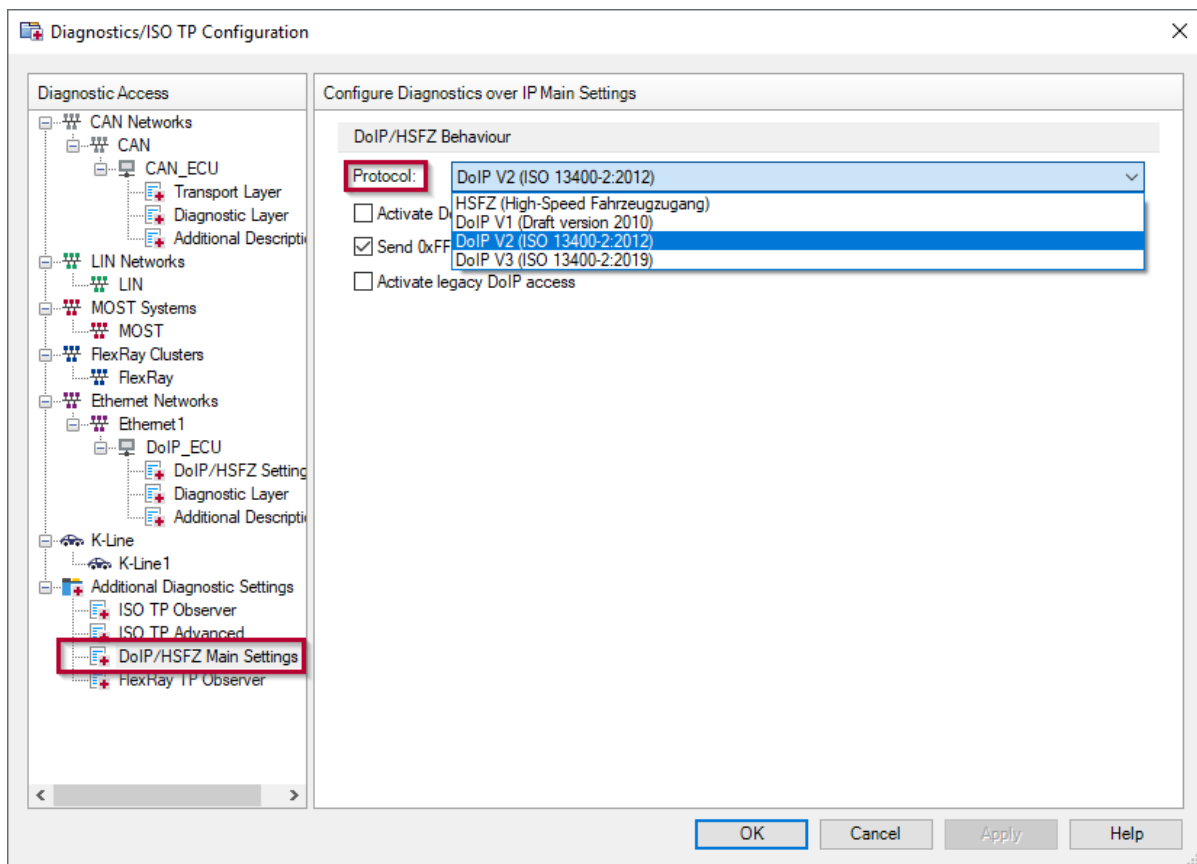 Diagnostics/ISO TP Configuration
Diagnostic Access
CAN Networks
CAN
CAN_ECU
Transport Layer
Diagnostic Layer
Additional Descripti
LIN Networks
LIN
MOST Systems
MOST
FlexRay Clusters
FlexRay
Ethernet Networks
Ethernet1
DoIP_ECU
DoIP/HSFZ Setting
Diagnostic Layer
Additional Descripti
K-Line
K-Line1
Additional Diagnostic Settings
ISO TP Observer
ISO TP Advanced
DoIP/HSFZ Main Settings
FlexRay TP Observer
Configure Diagnostics over IP Main Settings
DoIP/HSFZ Behaviour
Protocol: DoIP V2 (ISO 13400-2:2012)
HSFZ (High-Speed Fahrzeugzugang)
DoIP V1 (Draft version 2010)
DoIP V2 (ISO 13400-2:2012)
DoIP V3 (ISO 13400-2:2019)
Activate D
Send 0xFF
Activate legacy DoIP access
OK Cancel Apply Help